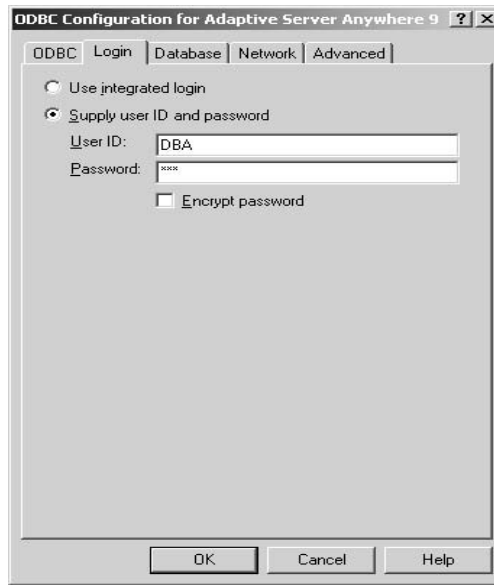 ODBC Configuration for Adaptive Server Anywhere 9 ? ×
ODBC Login Database Network Advanced
Use integrated login
Supply user ID and password
User ID: DBA
Password: ***
Encrypt password
OK Cancel Help